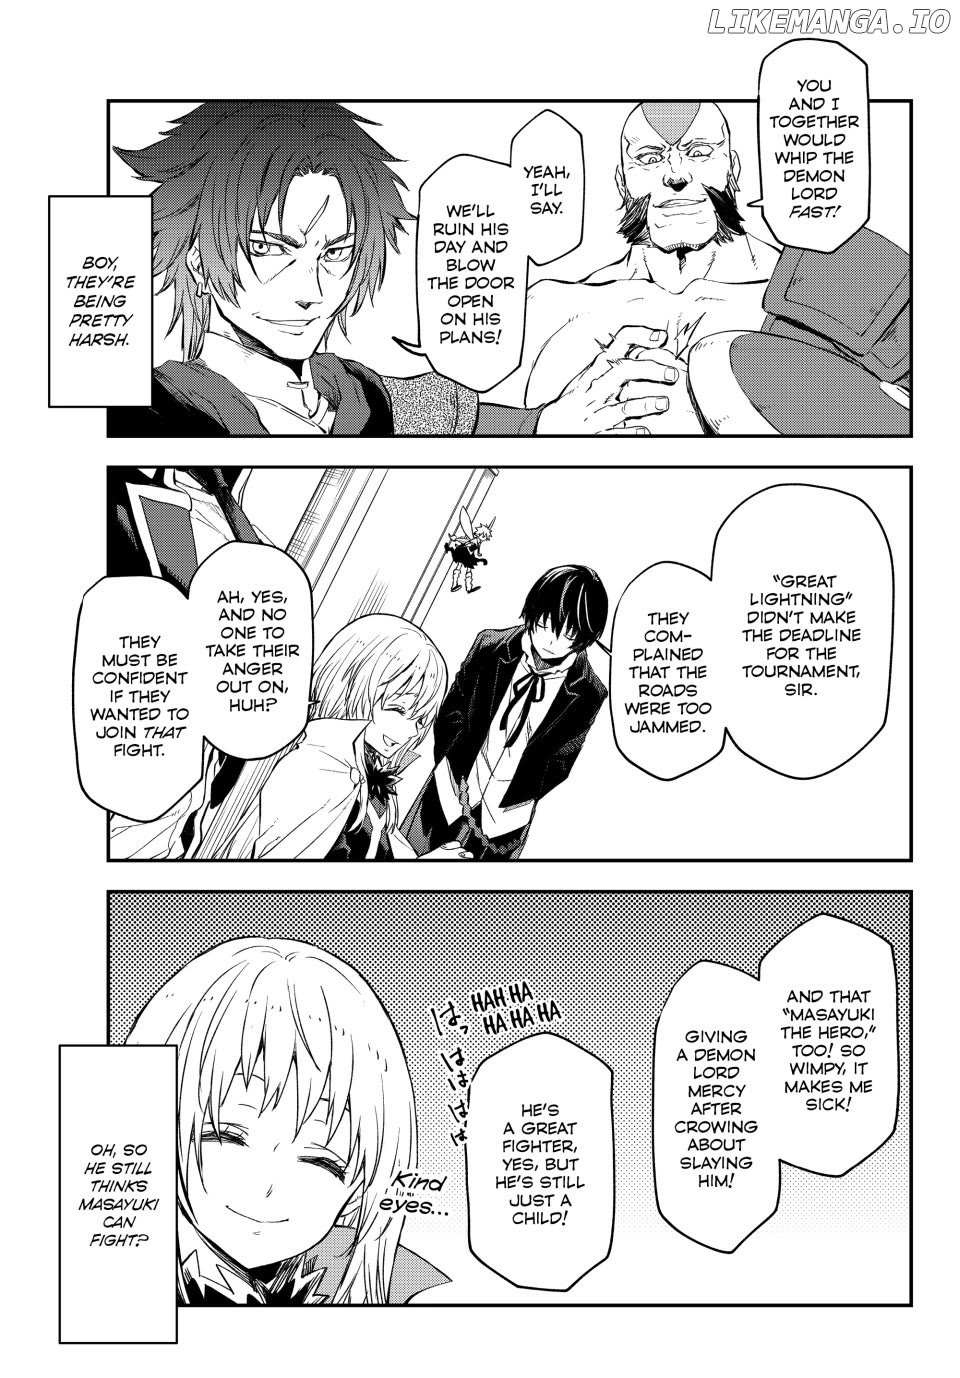 LIKEMANGA.IO
YOU
AND I
TOGETHER
WOULD
WHIP THE
DEMON
LORD
FAST!
YEAH,
I'LL
SAY.
WE'LL
RUIN HIS
DAY AND
BLOW
THE DOOR
OPEN
ON HIS
PLANS!
BOY,
THEY'RE
BEING
PRETTY
HARSH.
"GREAT
LIGHTNING"
DIDN'T MAKE
THE DEADLINE
FOR THE
TOURNAMENT,
SIR.
THEY
COM-
PLAINED
THAT THE
ROADS
WERE TOO
JAMMED.
AH, YES,
AND NO
ONE TO
TAKE THEIR
ANGER
OUT ON,
HUH?
THEY
MUST BE
CONFIDENT
IF THEY
WANTED TO
JOIN THAT
FIGHT.
AND THAT
"MASAYUKI
THE HERO,"
TOO! SO
WIMPY, IT
MAKES ME
SICK!
GIVING
A DEMON
LORD
MERCY
AFTER
CROWING
ABOUT
SLAYING
HIM!
HAH HA
HA HA HA
はっ
はは
はは
HE'S
A GREAT
FIGHTER,
YES, BUT
HE'S STILL
JUST A
CHILD!
Kind
eyes...
OH, SO
HE STILL
THINKS
MASAYUKI
CAN
FIGHT?